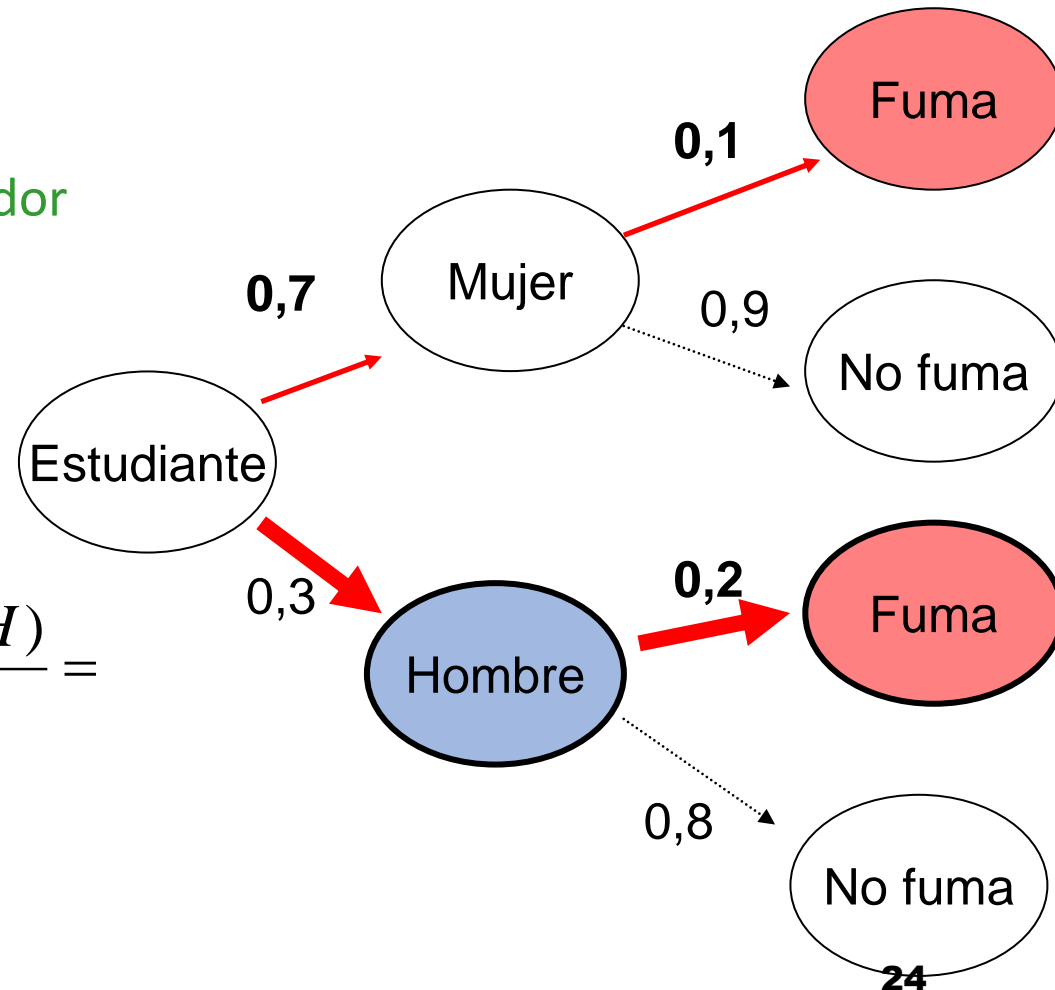 Fuma
0,1
dor
Mujer
0,7
0,9
No fuma
Estudiante
0,2
0,3
Fuma
H)
=
Hombre
0,8
No fuma
24